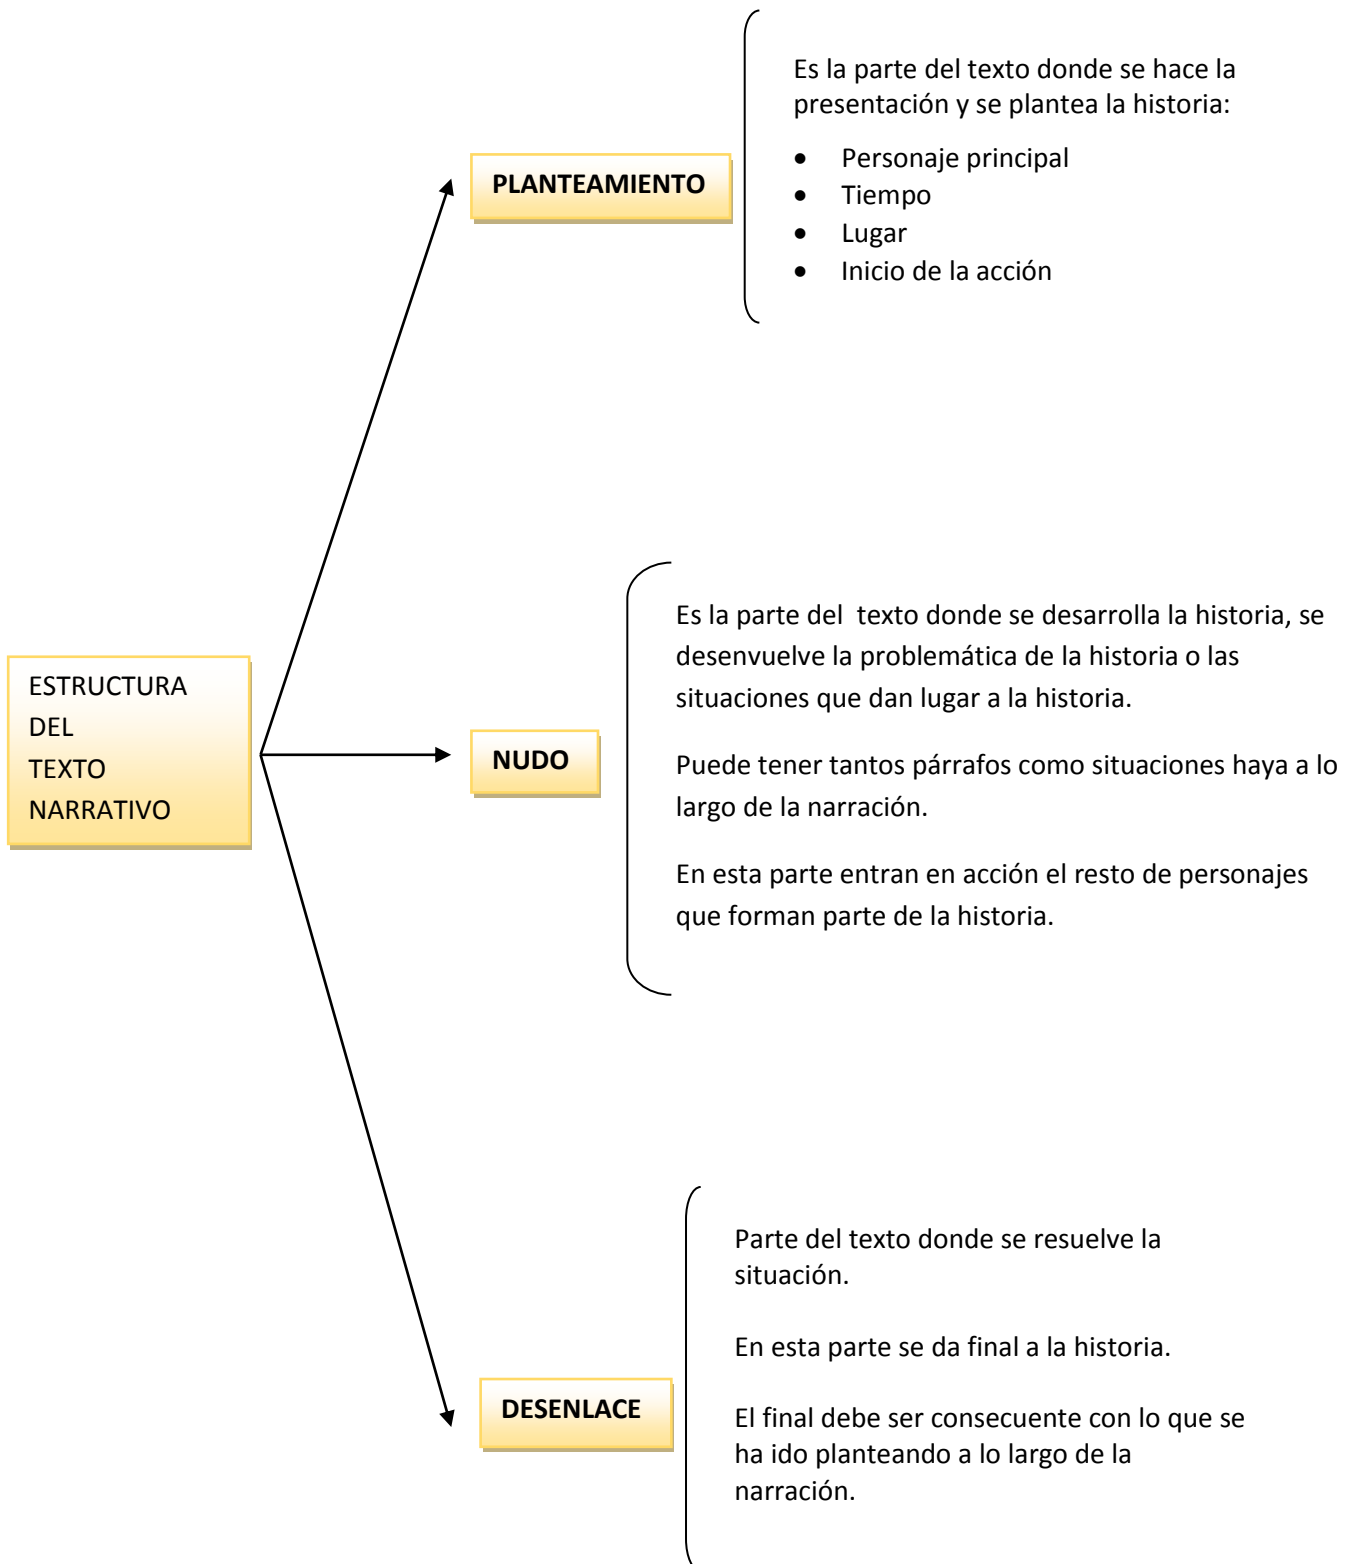 Es la parte del texto donde se hace la
presentación y se plantea la historia:
• Personaje principal
• Tiempo
• Lugar
• Inicio de la acción
PLANTEAMIENTO
ESTRUCTURA
DEL
TEXTO
NARRATIVO
NUDO
Es la parte del texto donde se desarrolla la historia, se
desenvuelve la problemática de la historia o las
situaciones que dan lugar a la historia.
Puede tener tantos párrafos como situaciones haya a lo
largo de la narración.
En esta parte entran en acción el resto de personajes
que forman parte de la historia.
DESENLACE
Parte del texto donde se resuelve la
situación.
En esta parte se da final a la historia.
El final debe ser consecuente con lo que se
ha ido planteando a lo largo de la
narración.